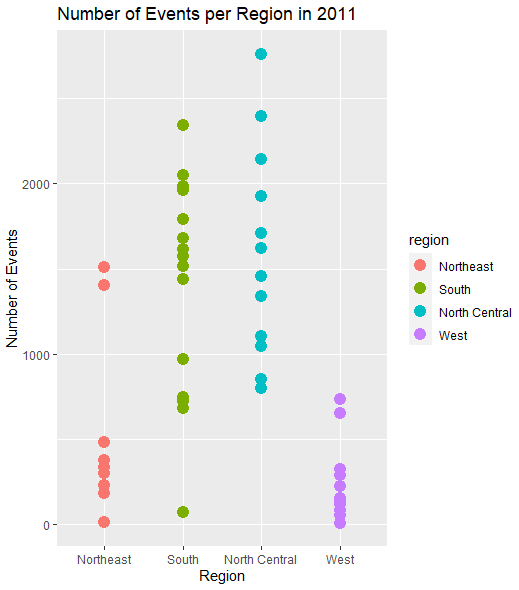 Number of Events per Region in 2011
Number of Events
2000
1000
0
Northeast South North Central West
Region
region
Northeast
South
North Central
West